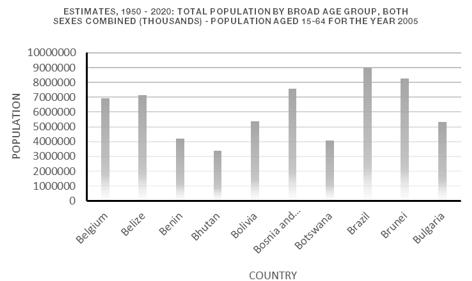 ESTIMATES, 1950 - 2020: TOTAL POPULATION BY BROAD AGE GROUP, BOTH
SEXES COMBINED (THOUSANDS) - POPULATION AGED 15-64 FOR THE YEAR 2005
POPULATION
10000000
9000000
8000000
7000000
6000000
5000000
4000000
3000000
2000000
1000000
0
Belgium
Belize
Benin
Bhutan
Bolivia
Bosnia and...
Botswana
Brazil
Brunei
Bulgaria
COUNTRY